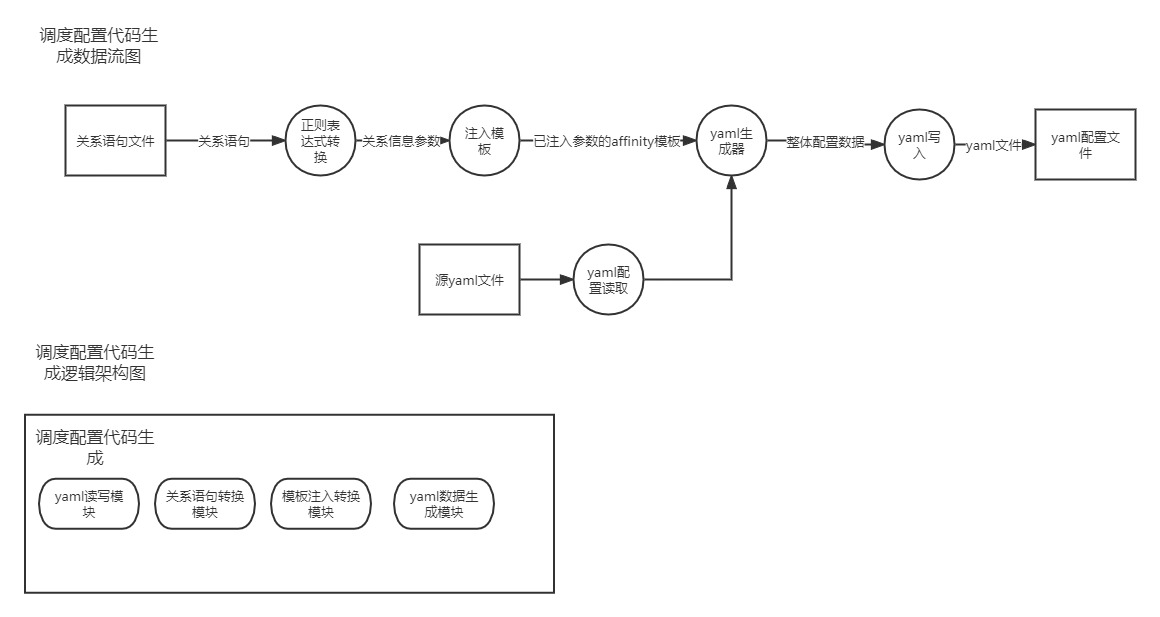 调度配置代码生
成数据流图
关系语句文件
关系语句
正则表
达式转
换
关系信息参数
注入模
板
已注入参数的affinity模板
yaml生
成器
整体配置数据
yaml写
入
yaml文件
yaml配置文
件
源yaml文件
yaml配
置读取
调度配置代码生
成逻辑架构图
调度配置代码生
成
yaml读写模
块
关系语句转换
模块
模板注入转换
模块
yaml数据生
成模块